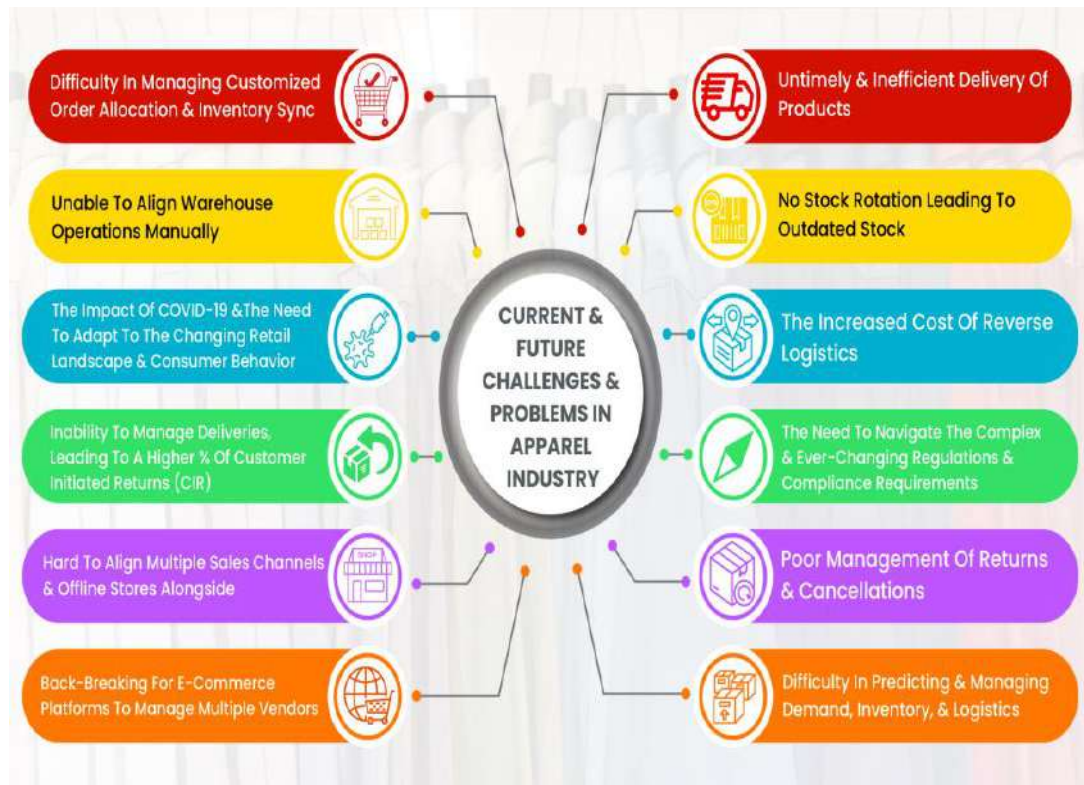 Difficulty In Managing Customized
Order Allocation & Inventory Sync
Unable To Align Warehouse
Operations Manually
The Impact Of COVID-19 &The Need
To Adapt To The Changing Retail
Landscape & Consumer Behavior
Inability To Manage Deliveries,
Leading To A Higher % Of Customer
Initiated Returns (CIR)
Hard To Align Multiple Sales Channels
& Offline Stores Alongside
SHOP
Back-Breaking For E-Commerce
Platforms To Manage Multiple Vendors
CURRENT &
FUTURE
CHALLENGES &
PROBLEMS IN
APPAREL
INDUSTRY
Untimely & Inefficient Delivery Of
Products
No Stock Rotation Leading To
Outdated Stock
The Increased Cost Of Reverse
Logistics
The Need To Navigate The Complex
& Ever-Changing Regulations &
Compliance Requirements
Poor Management Of Returns
& Cancellations
Difficulty In Predicting & Managing
Demand, Inventory, & Logistics